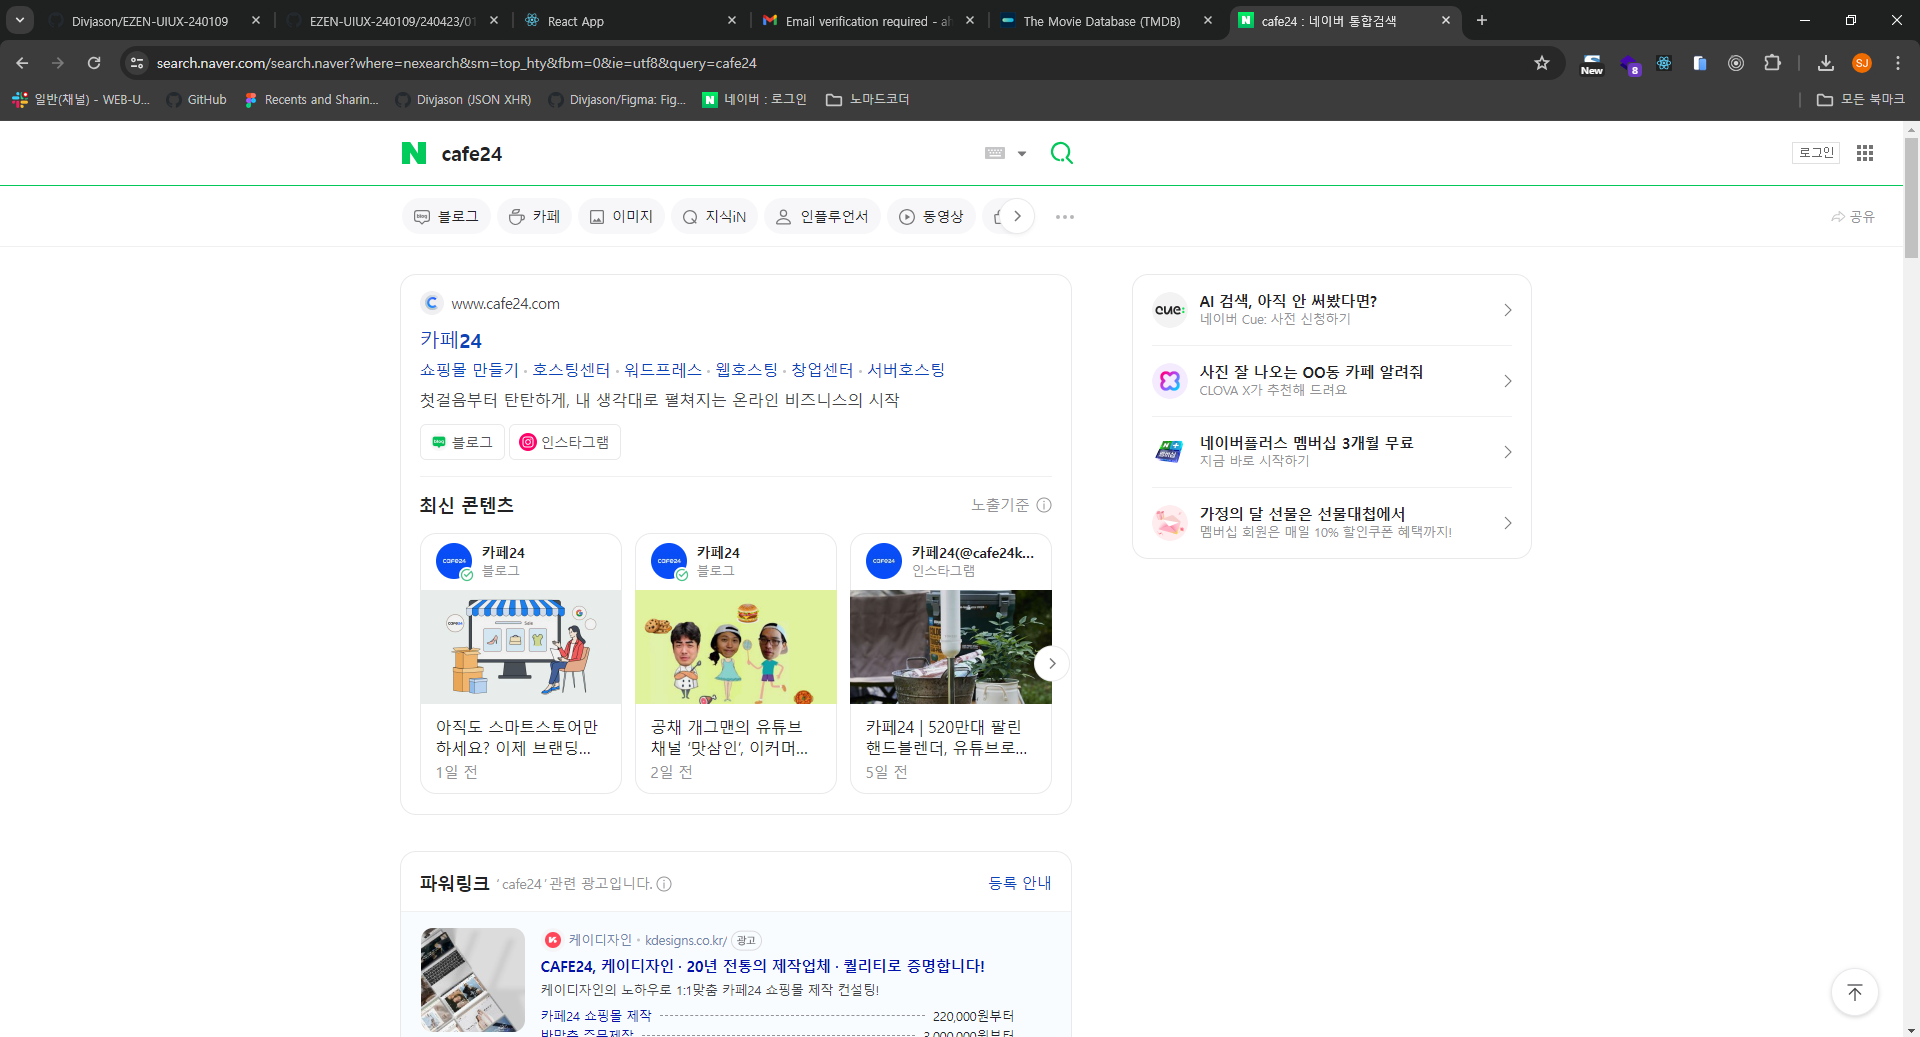 Divjason/EZEN-UIUX-240109
EZEN-UIUX-240109/240423/01
React App
Email verification required - ah
The Movie Database (TMDB)
cafe24 : 네이버 통합검색
search.naver.com/search.naver?where=nexearch&sm=top_hty&fbm=0&ie=utf8&query=cafe24
New
8
SJ
일반(채널) - WEB-U...
GitHub
Recents and Sharin...
Divjason (JSON XHR)
Divjason/Figma: Fig...
네이버 : 로그인
노마드코더
모든 북마크
cafe24
로그인
블로그
카페
이미지
지식iN
인플루언서
동영상
공유
www.cafe24.com
카페24
쇼핑몰 만들기 · 호스팅센터 · 워드프레스 · 웹호스팅 · 창업센터 · 서버호스팅
첫걸음부터 탄탄하게, 내 생각대로 펼쳐지는 온라인 비즈니스의 시작
블로그
인스타그램
최신 콘텐츠
노출기준
카페24
블로그
아직도 스마트스토어만
하세요? 이제 브랜딩...
1일 전
카페24
블로그
공채 개그맨의 유튜브
채널 ‘맛삼인’, 이커머...
2일 전
카페24(@cafe24k...
인스타그램
카페24 | 520만대 팔린
핸드블렌더, 유튜브로...
5일 전
cue:
AI 검색, 아직 안 써봤다면?
네이버 Cue: 사전 신청하기
사진 잘 나오는 OO동 카페 알려줘
CLOVA X가 추천해 드려요
네이버플러스 멤버십 3개월 무료
지금 바로 시작하기
가정의 달 선물은 선물대첩에서
멤버십 회원은 매일 10% 할인쿠폰 혜택까지!
파워링크
‘cafe24’ 관련 광고입니다.
등록 안내
케이디자인 · kdesigns.co.kr/ 광고
CAFE24, 케이디자인 · 20년 전통의 제작업체 · 퀄리티로 증명합니다!
케이디자인의 노하우로 1:1맞춤 카페24 쇼핑몰 제작 컨설팅!
카페24 쇼핑몰 제작 220,000원부터
반맞춤 주문제작 3,000,000원부터